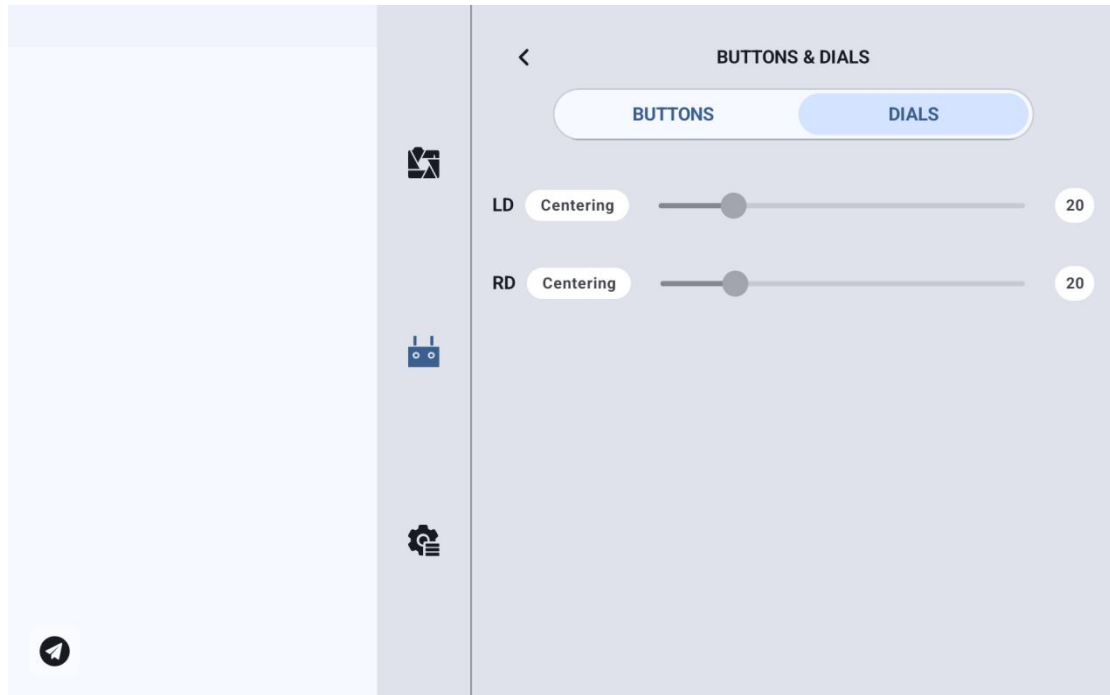 BUTTONS & DIALS
BUTTONS DIALS
LD Centering 20
RD Centering 20